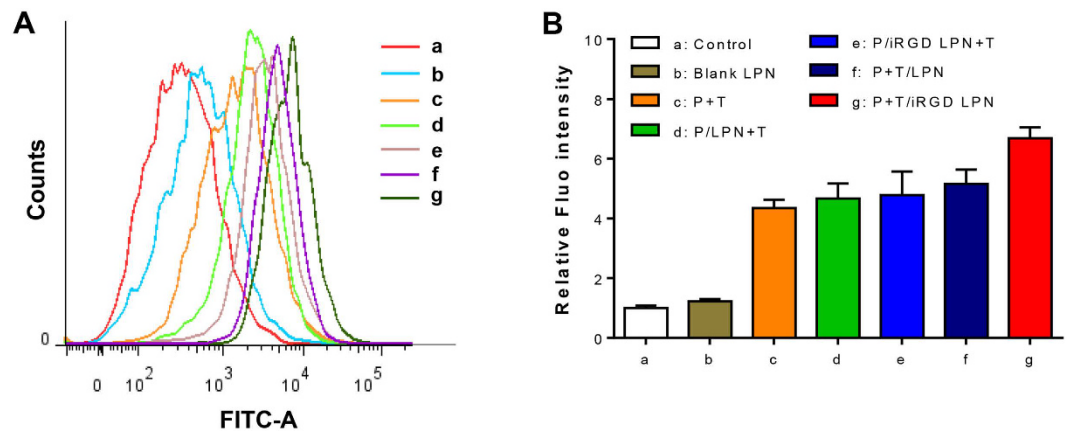 A
Counts
0
a
b
c
d
e
f
g
0 10² 10³ 10⁴ 10⁵
FITC-A
B
Relative Fluo intensity
10
8
6
4
2
0
a: Control
b: Blank LPN
c: P+T
d: P/LPN+T
e: P/iRGD LPN+T
f: P+T/LPN
g: P+T/iRGD LPN
a b c d e f g